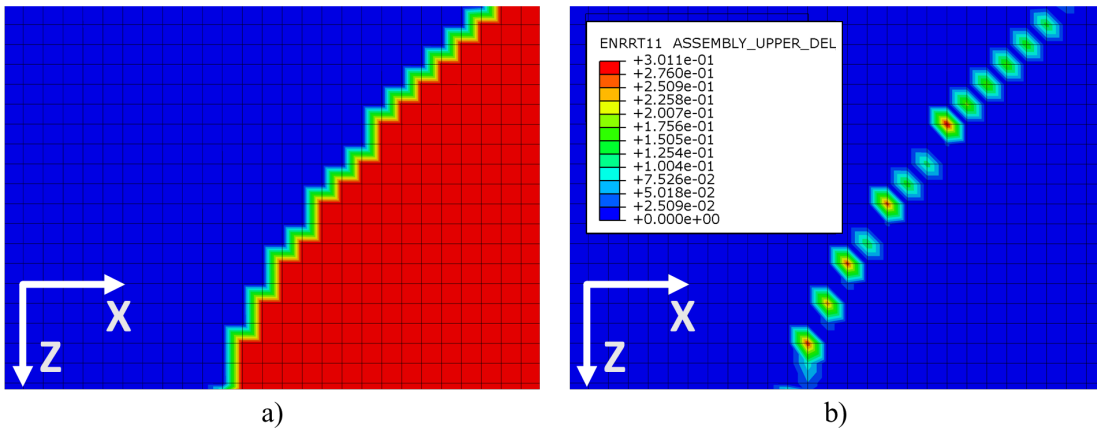 X
Z
a)
ENRRT11 ASSEMBLY_UPPER_DEL
+3.011e-01
+2.760e-01
+2.509e-01
+2.258e-01
+2.007e-01
+1.756e-01
+1.505e-01
+1.254e-01
+1.004e-01
+7.526e-02
+5.018e-02
+2.509e-02
+0.000e+00
X
Z
b)